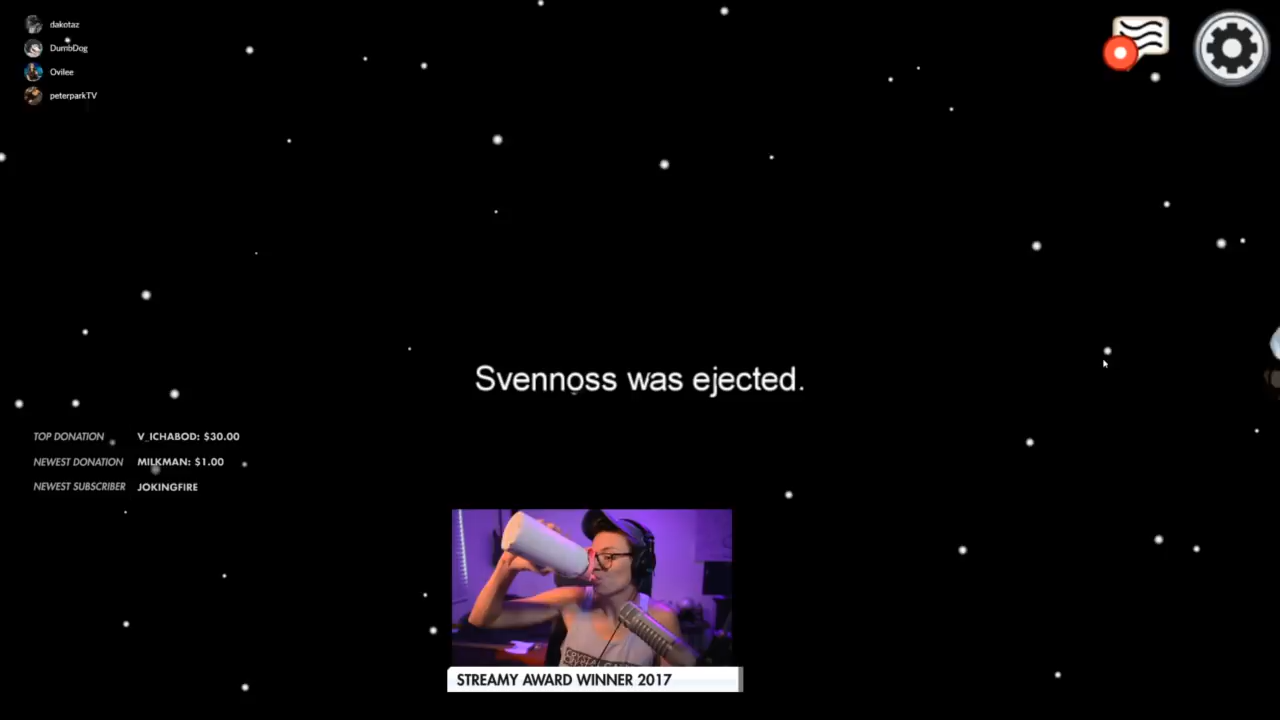 dakotaz
DumbDog
Ovilee
peterparkTV
Svennoss was ejected.
TOP DONATION V_ICHABOD: $30.00
NEWEST DONATION MILKMAN: $1.00
NEWEST SUBSCRIBER JOKINGFIRE
STREAMY AWARD WINNER 2017